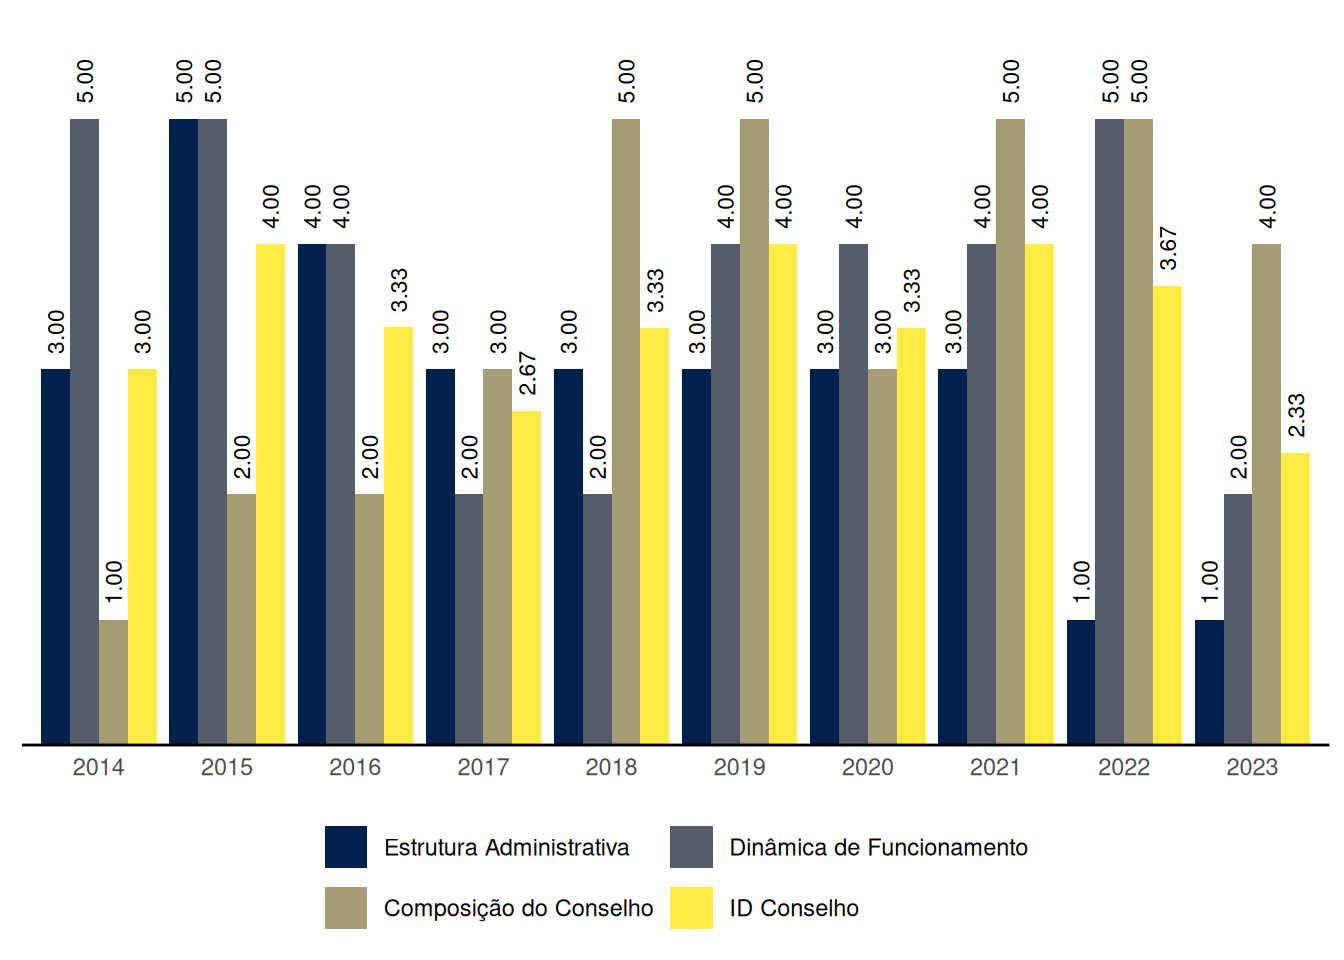 3.00 5.00 1.00 3.00 5.00 5.00 2.00 4.00 4.00 4.00 2.00 3.33 3.00 2.00 3.00 2.67 3.00 2.00 5.00 3.33 3.00 4.00 5.00 4.00 3.00 4.00 3.00 3.33 3.00 4.00 5.00 4.00 1.00 5.00 5.00 3.67 1.00 2.00 4.00 2.33
2014 2015 2016 2017 2018 2019 2020 2021 2022 2023
Estrutura Administrativa Dinâmica de Funcionamento
Composição do Conselho ID Conselho